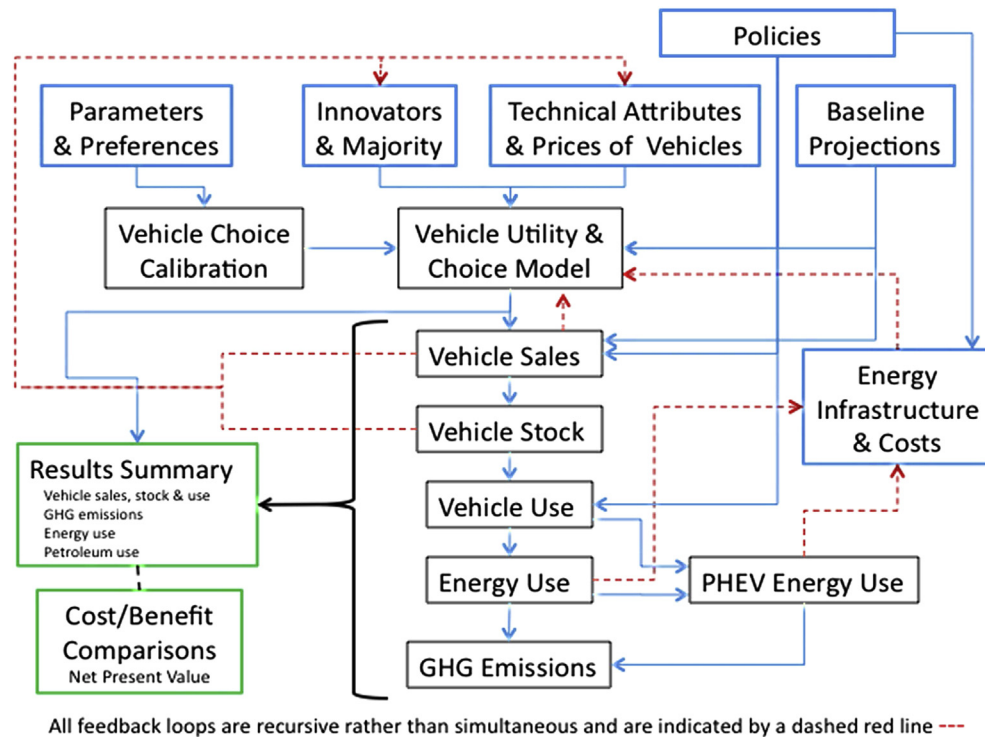 Policies
Parameters
& Preferences
Innovators
& Majority
Technical Attributes
& Prices of Vehicles
Baseline
Projections
Vehicle Choice
Calibration
Vehicle Utility &
Choice Model
Vehicle Sales
Energy
Infrastructure
& Costs
Vehicle Stock
Results Summary
Vehicle sales, stock & use
GHG emissions
Energy use
Petroleum use
Vehicle Use
Energy Use
PHEV Energy Use
Cost/Benefit
Comparisons
Net Present Value
GHG Emissions
All feedback loops are recursive rather than simultaneous and are indicated by a dashed red line